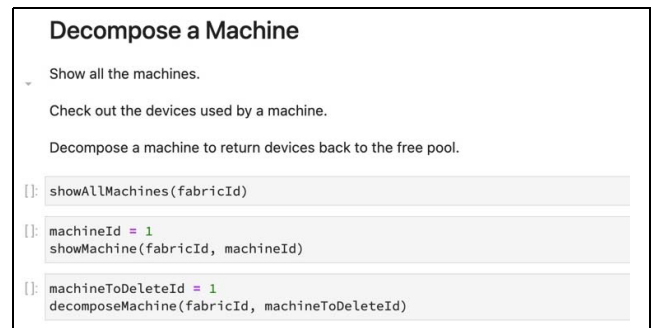 Decompose a Machine
Show all the machines.
Check out the devices used by a machine.
Decompose a machine to return devices back to the free pool.
[]: showAllMachines(fabricId)
[]: machineId = 1
showMachine(fabricId, machineId)
[]: machineToDeleteId = 1
decomposeMachine(fabricId, machineToDeleteId)